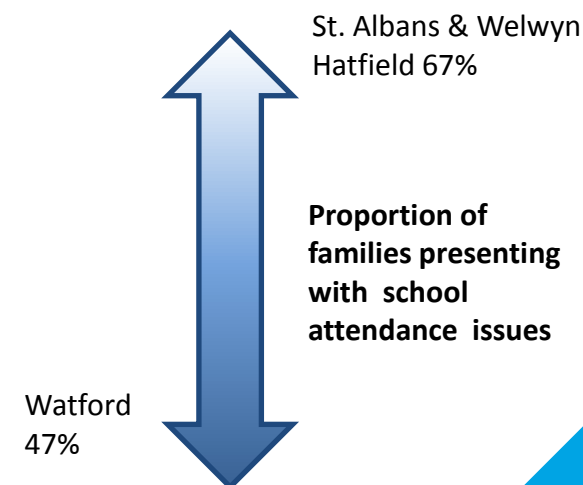 St. Albans & Welwyn
Hatfield 67%
Proportion of
families presenting
with school
attendance issues
Watford
47%